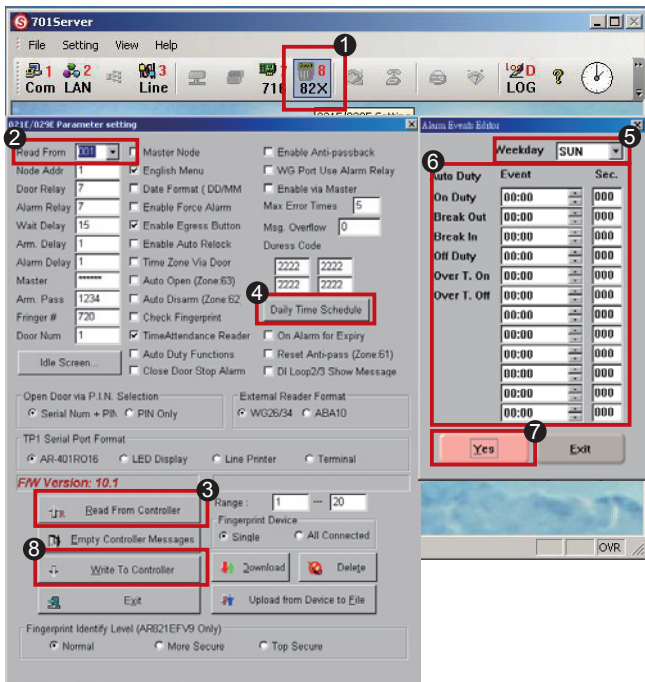 701Server
File Setting View Help
1
1 Com 2 LAN 3 Line 7 716 8 82X D LOG
821E/829E Parameter setting
2
Read From 001
Node Addr 1
Door Relay 7
Alarm Relay 7
Wait Delay 15
Arm. Delay 1
Alarm Delay 1
Master ******
Arm. Pass 1234
Fringer # 720
Door Num 1
Idle Screen...
Master Node
English Menu
Date Format ( DD/MM
Enable Force Alarm
Enable Egress Button
Enable Auto Relock
Time Zone Via Door
Auto Open (Zone:63)
Auto Disarm (Zone:62
Check Fingerprint
TimeAttendance Reader
Auto Duty Functions
Close Door Stop Alarm
Enable Anti-passback
WG Port Use Alarm Relay
Enable via Master
Max Error Times 5
Msg. Overflow 0
Duress Code
2222 2222
2222 2222
4
Daily Time Schedule
On Alarm for Expiry
Reset Anti-pass (Zone:61)
DI Loop2/3 Show Message
Open Door via P.I.N. Selection
Serial Num + PIN PIN Only
External Reader Format
WG26/34 ABA10
TP1 Serial Port Format
AR-401RO16 LED Display Line Printer Terminal
F/W Version: 10.1
3
Read From Controller
Empty Controller Messages
8
Write To Controller
Exit
Range : 1 --- 20
Fingerprint Device
Single All Connected
Download Delete
Upload from Device to File
Fingerprint Identify Level (AR821EFV9 Only)
Normal More Secure Top Secure
Alarm Events Editor
5
Weekday SUN
6
Auto Duty Event Sec.
On Duty 00:00 000
Break Out 00:00 000
Break In 00:00 000
Off Duty 00:00 000
Over T. On 00:00 000
Over T. Off 00:00 000
00:00 000
00:00 000
00:00 000
00:00 000
00:00 000
00:00 000
7
Yes Exit
OVR